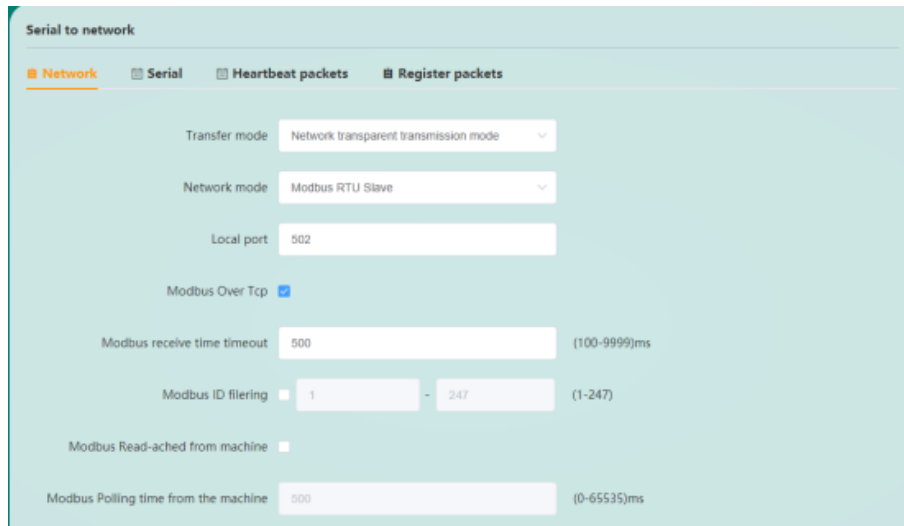 Serial to network
Network Serial Heartbeat packets Register packets
Transfer mode Network transparent transmission mode
Network mode Modbus RTU Slave
Local port 502
Modbus Over Tcp
Modbus receive time timeout 500 (100-9999)ms
Modbus ID filering 1 - 247 (1-247)
Modbus Read-ached from machine
Modbus Polling time from the machine 500 (0-65535)ms